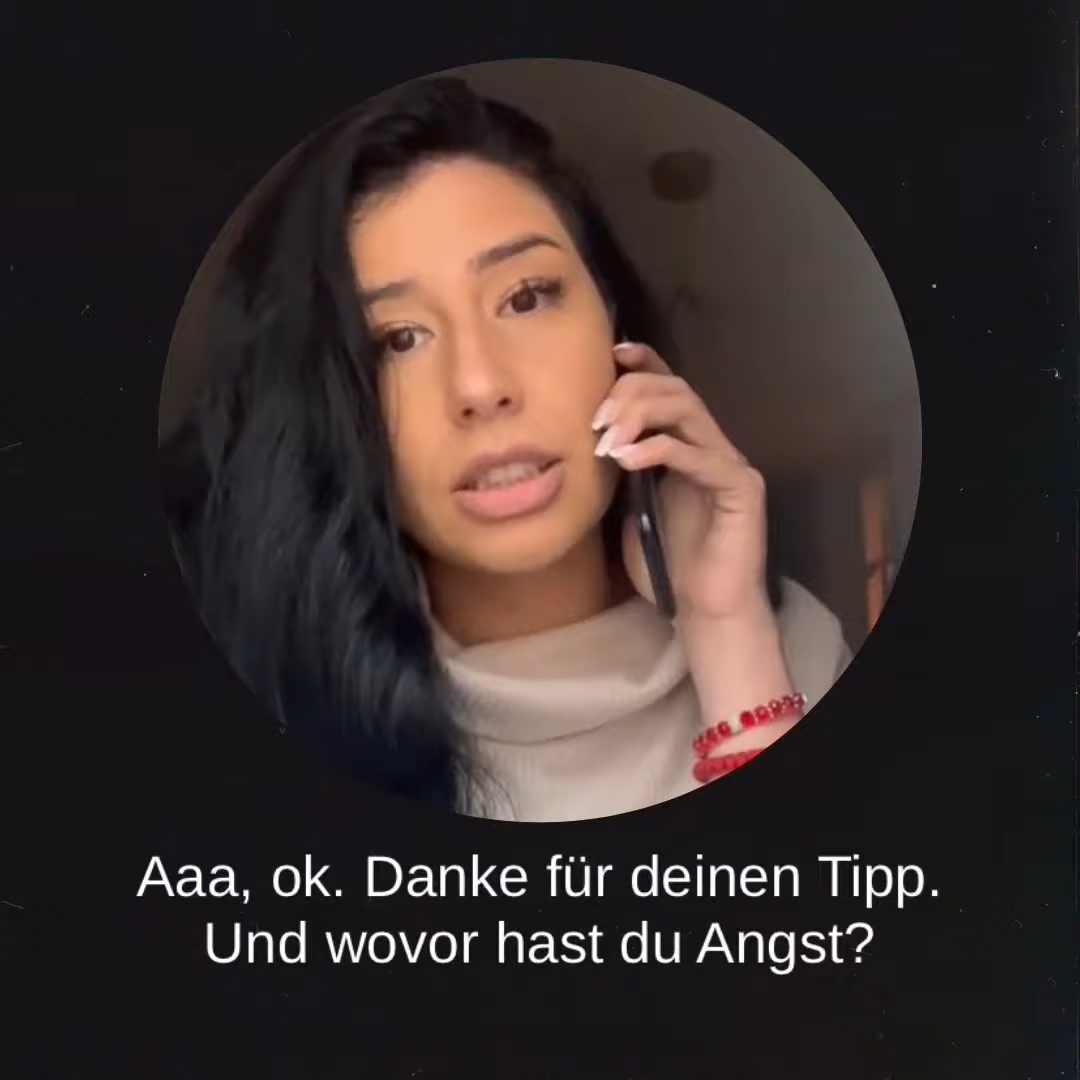 Aaa, ok. Danke für deinen Tipp.
Und wovor hast du Angst?